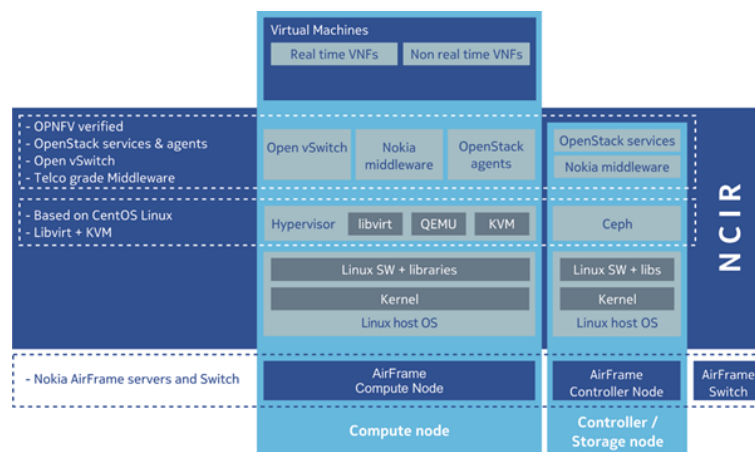 Virtual Machines
Real time VNFs
Non real time VNFs
- OPNFV verified
- OpenStack services & agents
- Open vSwitch
- Telco grade Middleware
Open vSwitch
Nokia
middleware
OpenStack
agents
OpenStack services
Nokia middleware
- Based on CentOS Linux
- Libvirt + KVM
Hypervisor
libvirt
QEMU
KVM
Ceph
Linux SW + libraries
Kernel
Linux host OS
Linux SW + libs
Kernel
Linux host OS
NCIR
- Nokia AirFrame servers and Switch
AirFrame
Compute Node
AirFrame
Controller Node
AirFrame
Switch
Compute node
Controller /
Storage node